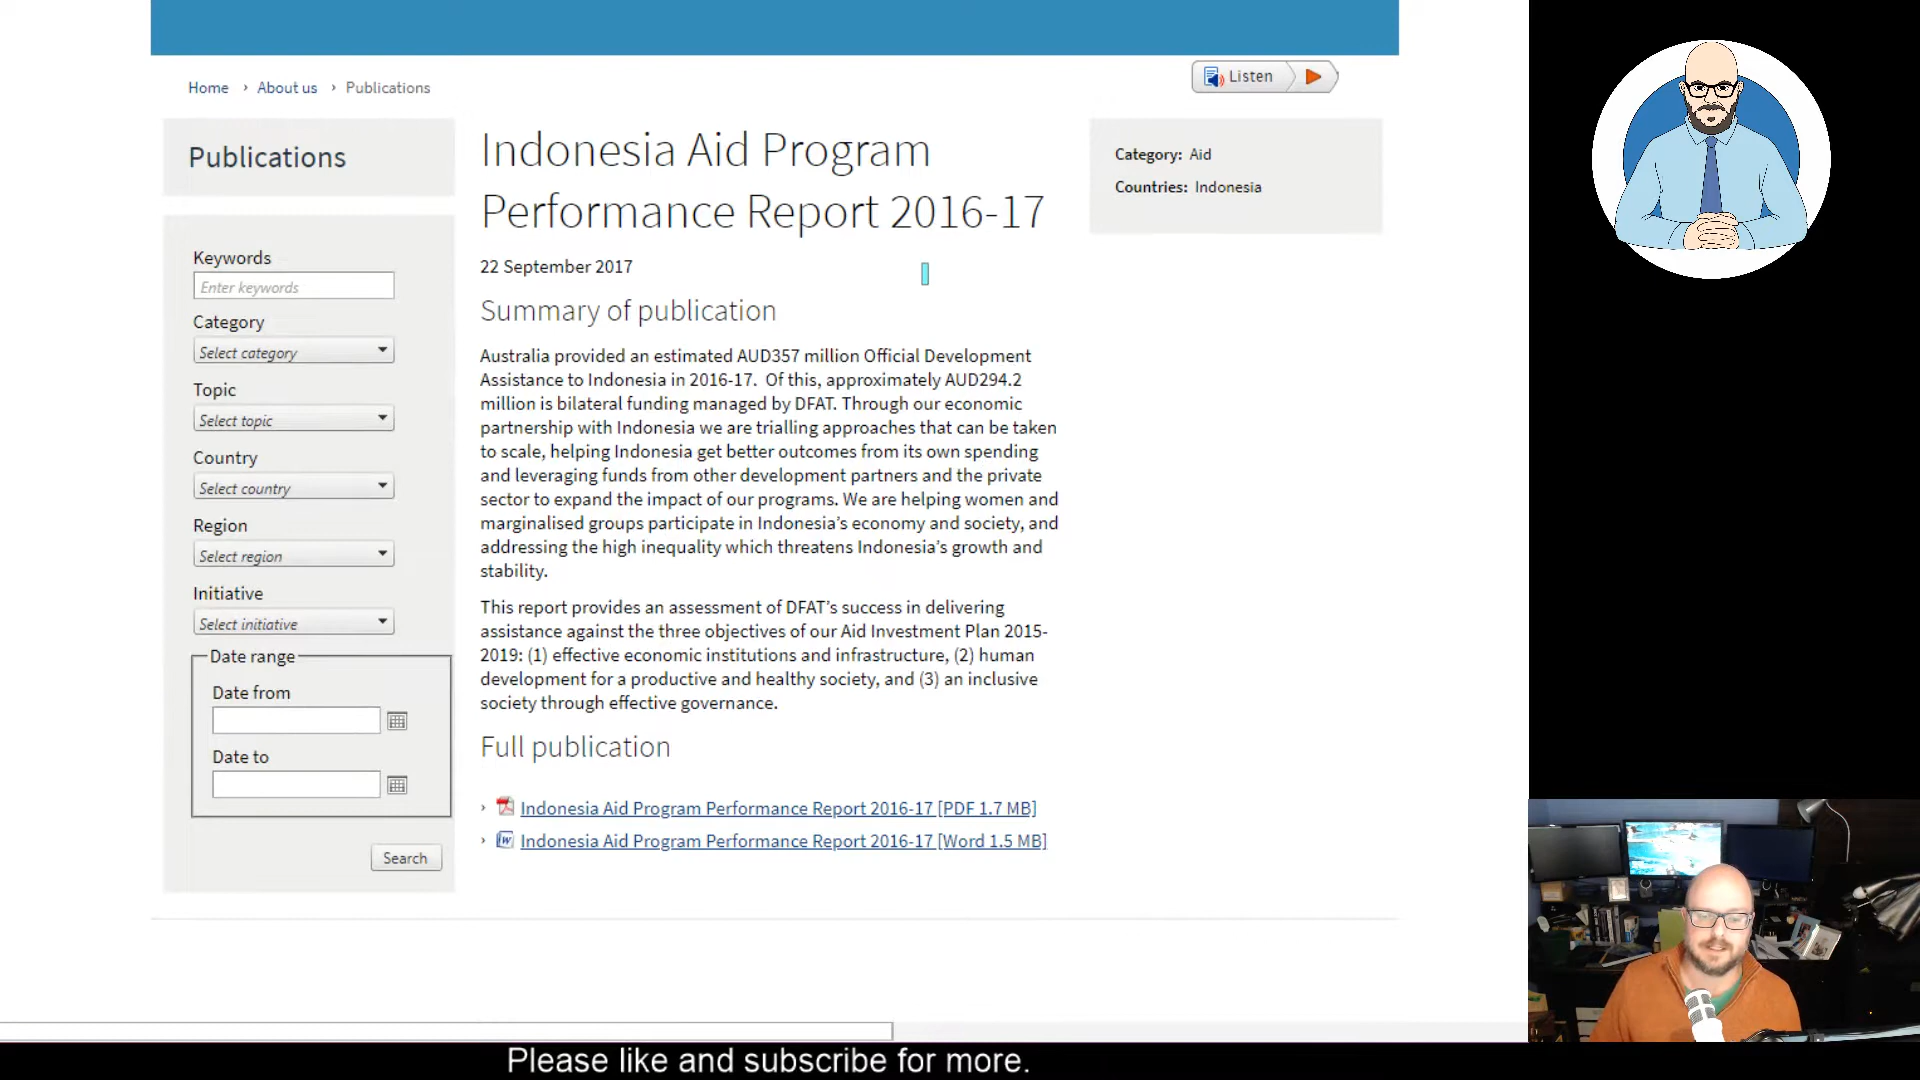 Home › About us › Publications
Listen
Publications
Keywords
Enter keywords
Category
Select category
Topic
Select topic
Country
Select country
Region
Select region
Initiative
Select initiative
Date range
Date from
Date to
Search
Indonesia Aid Program
Performance Report 2016-17
22 September 2017
Summary of publication
Australia provided an estimated AUD357 million Official Development
Assistance to Indonesia in 2016-17.  Of this, approximately AUD294.2
million is bilateral funding managed by DFAT. Through our economic
partnership with Indonesia we are trialling approaches that can be taken
to scale, helping Indonesia get better outcomes from its own spending
and leveraging funds from other development partners and the private
sector to expand the impact of our programs. We are helping women and
marginalised groups participate in Indonesia’s economy and society, and
addressing the high inequality which threatens Indonesia’s growth and
stability.
This report provides an assessment of DFAT’s success in delivering
assistance against the three objectives of our Aid Investment Plan 2015-
2019: (1) effective economic institutions and infrastructure, (2) human
development for a productive and healthy society, and (3) an inclusive
society through effective governance.
Full publication
› Indonesia Aid Program Performance Report 2016-17 [PDF 1.7 MB]
› Indonesia Aid Program Performance Report 2016-17 [Word 1.5 MB]
Category: Aid
Countries: Indonesia
Please like and subscribe for more.